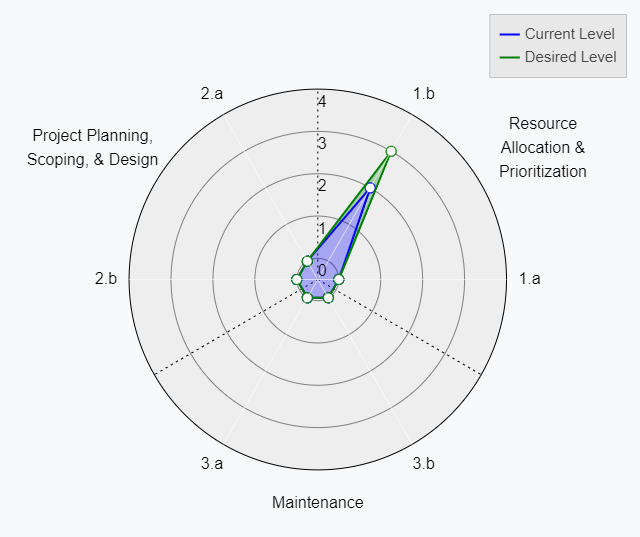 Current Level
Desired Level
2.a
1.b
4
Resource
Allocation &
Prioritization
Project Planning,
Scoping, & Design
3
2
1
0
2.b
1.a
3.a
3.b
Maintenance